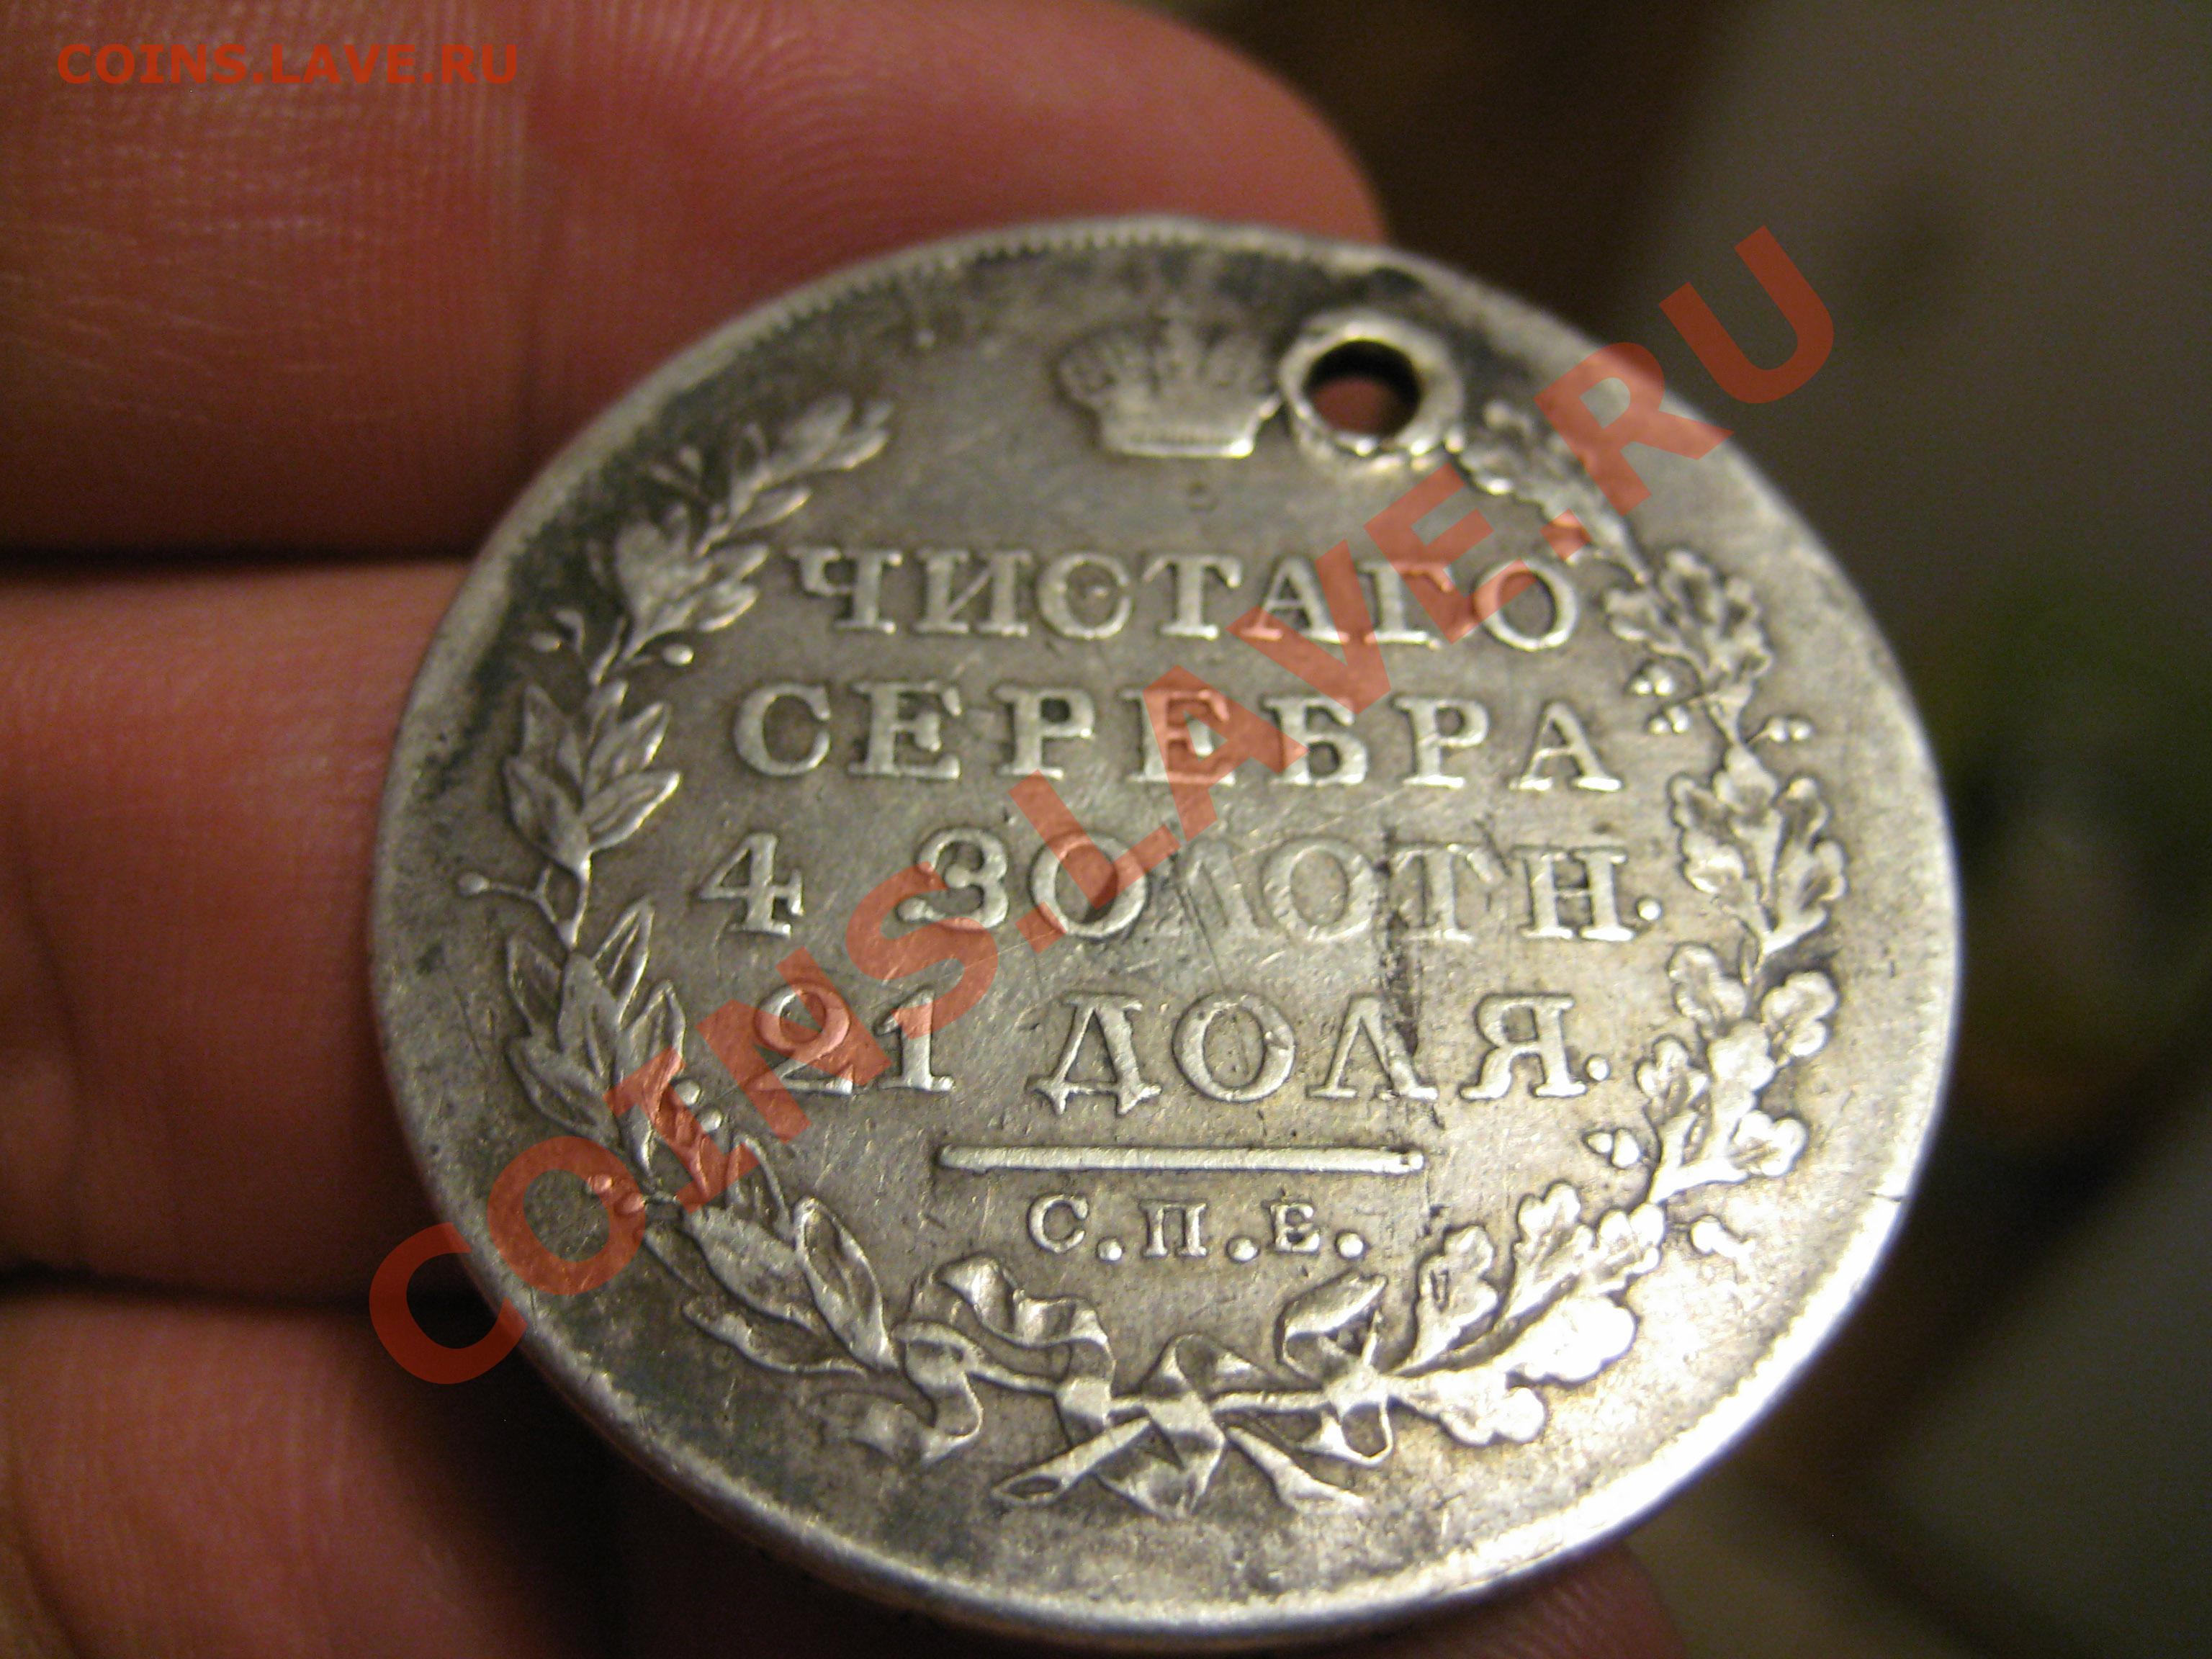 COINS.LAVE.RU
ЧИСТАГО
СЕРЕБРА
4 ЗОЛОТН.
21 ДОЛЯ.
С.П.Б.
COINS.LAVE.RU